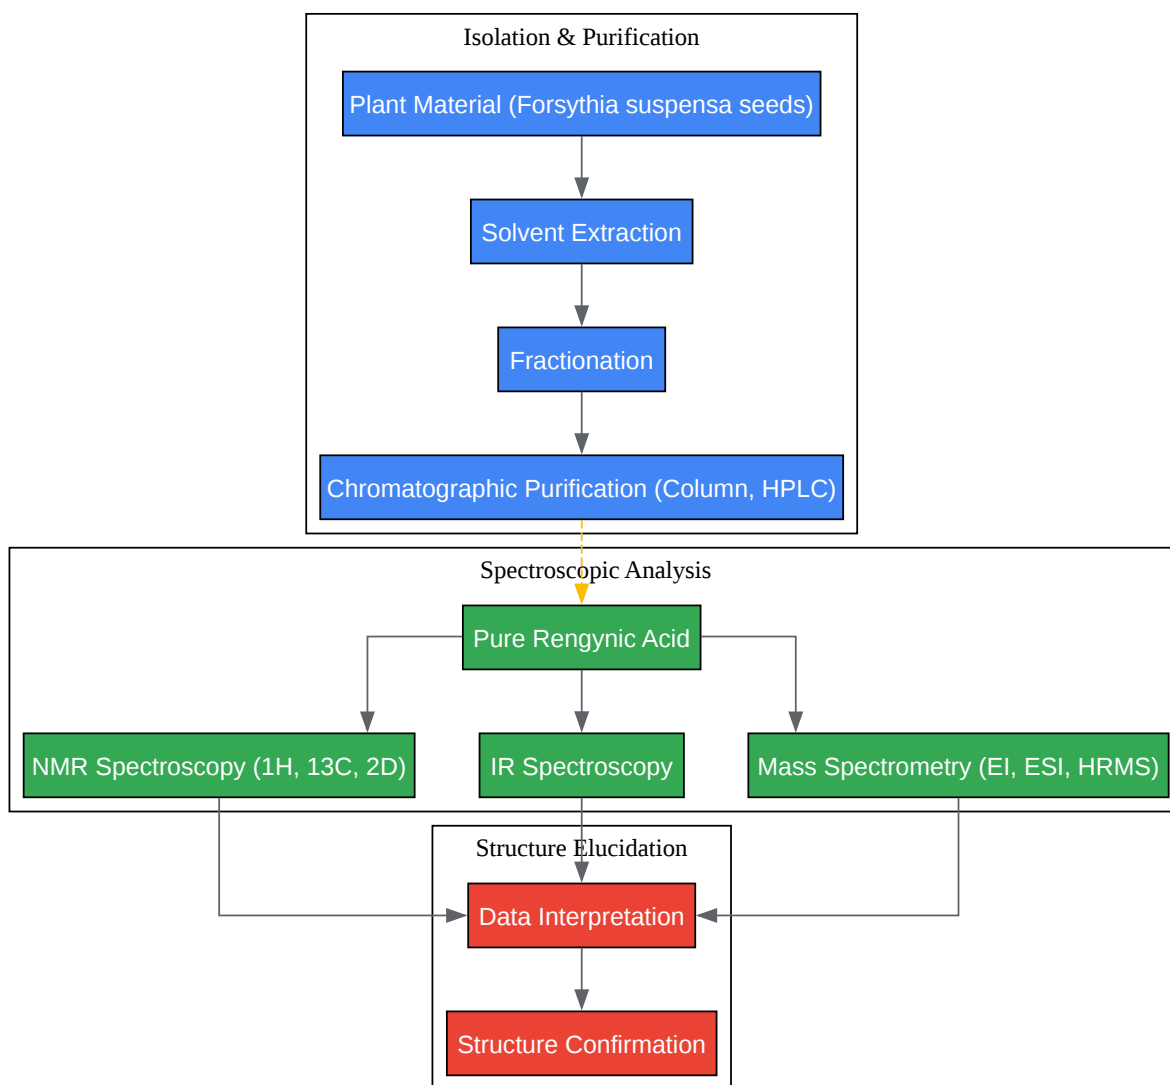 Isolation & Purification
Plant Material (Forsythia suspensa seeds)
Solvent Extraction
Fractionation
Chromatographic Purification (Column, HPLC)
Spectroscopic Analysis
Pure Rengynic Acid
NMR Spectroscopy (1H, 13C, 2D)
IR Spectroscopy
Mass Spectrometry (EI, ESI, HRMS)
Structure Elucidation
Data Interpretation
Structure Confirmation